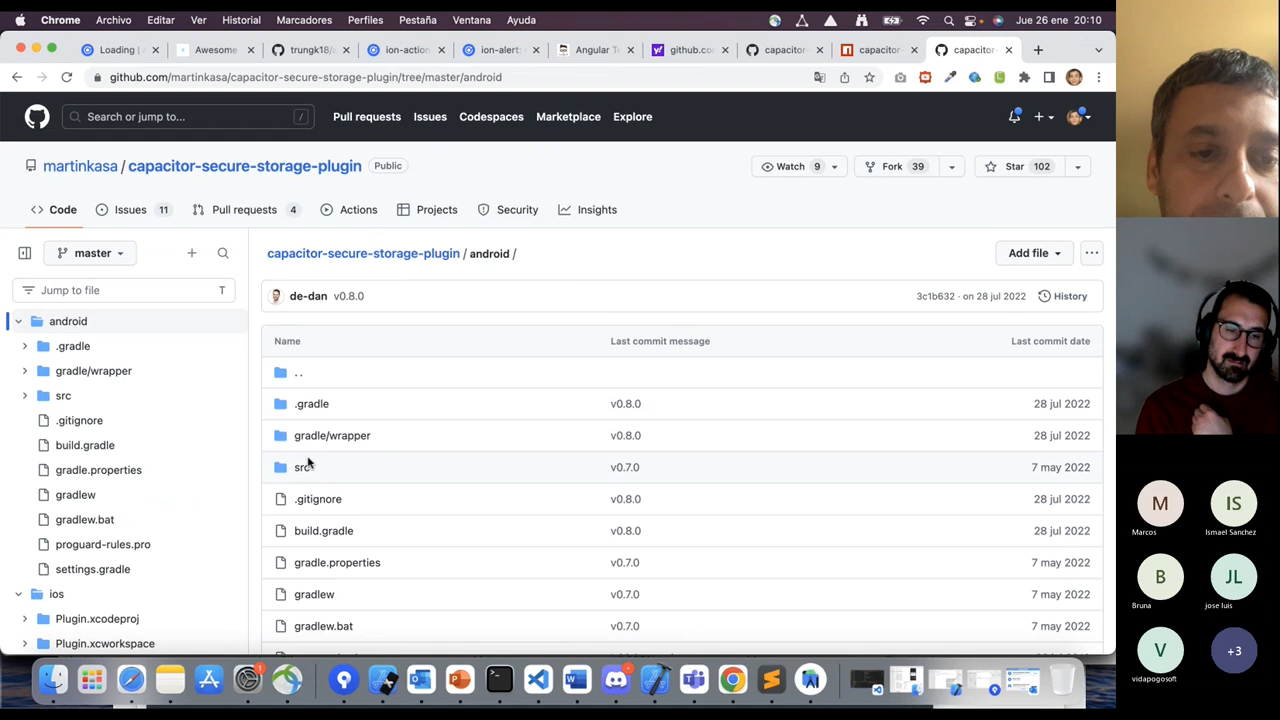 Chrome Archivo Editar Ver Historial Marcadores Perfiles Pestaña Ventana Ayuda Jue 26 ene 20:10
Loading | Awesome trungk18/ ion-action ion-alert: Angular Te github.co capacitor- capacitor- capacitor-
github.com/martinkasa/capacitor-secure-storage-plugin/tree/master/android
Search or jump to... / Pull requests Issues Codespaces Marketplace Explore
martinkasa / capacitor-secure-storage-plugin Public Watch 9 Fork 39 Star 102
Code Issues 11 Pull requests 4 Actions Projects Security Insights
master capacitor-secure-storage-plugin / android / Add file
Jump to file T de-dan v0.8.0 3c1b632 · on 28 jul 2022 History
android
.gradle
gradle/wrapper
src
.gitignore
build.gradle
gradle.properties
gradlew
gradlew.bat
proguard-rules.pro
settings.gradle
ios
Plugin.xcodeproj
Plugin.xcworkspace
Name Last commit message Last commit date
..
.gradle v0.8.0 28 jul 2022
gradle/wrapper v0.8.0 28 jul 2022
src v0.7.0 7 may 2022
.gitignore v0.8.0 28 jul 2022
build.gradle v0.8.0 28 jul 2022
gradle.properties v0.7.0 7 may 2022
gradlew v0.7.0 7 may 2022
gradlew.bat v0.7.0 7 may 2022
M IS
Marcos Ismael Sanchez
B JL
Bruna jose luis
V +3
vidapogosoft